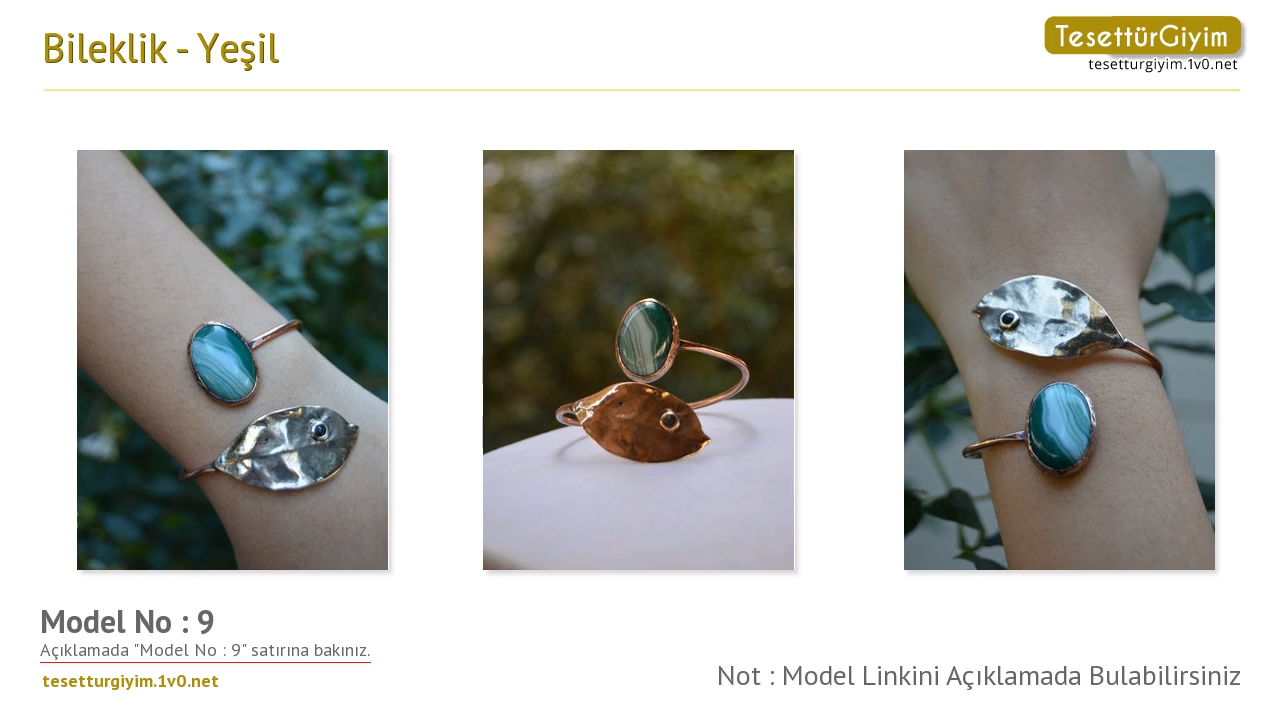 Bileklik - Yeşil
TesettürGiyim
tesetturgiyim.1v0.net
Model No : 9
Açıklamada "Model No : 9" satırına bakınız.
tesetturgiyim.1v0.net
Not : Model Linkini Açıklamada Bulabilirsiniz